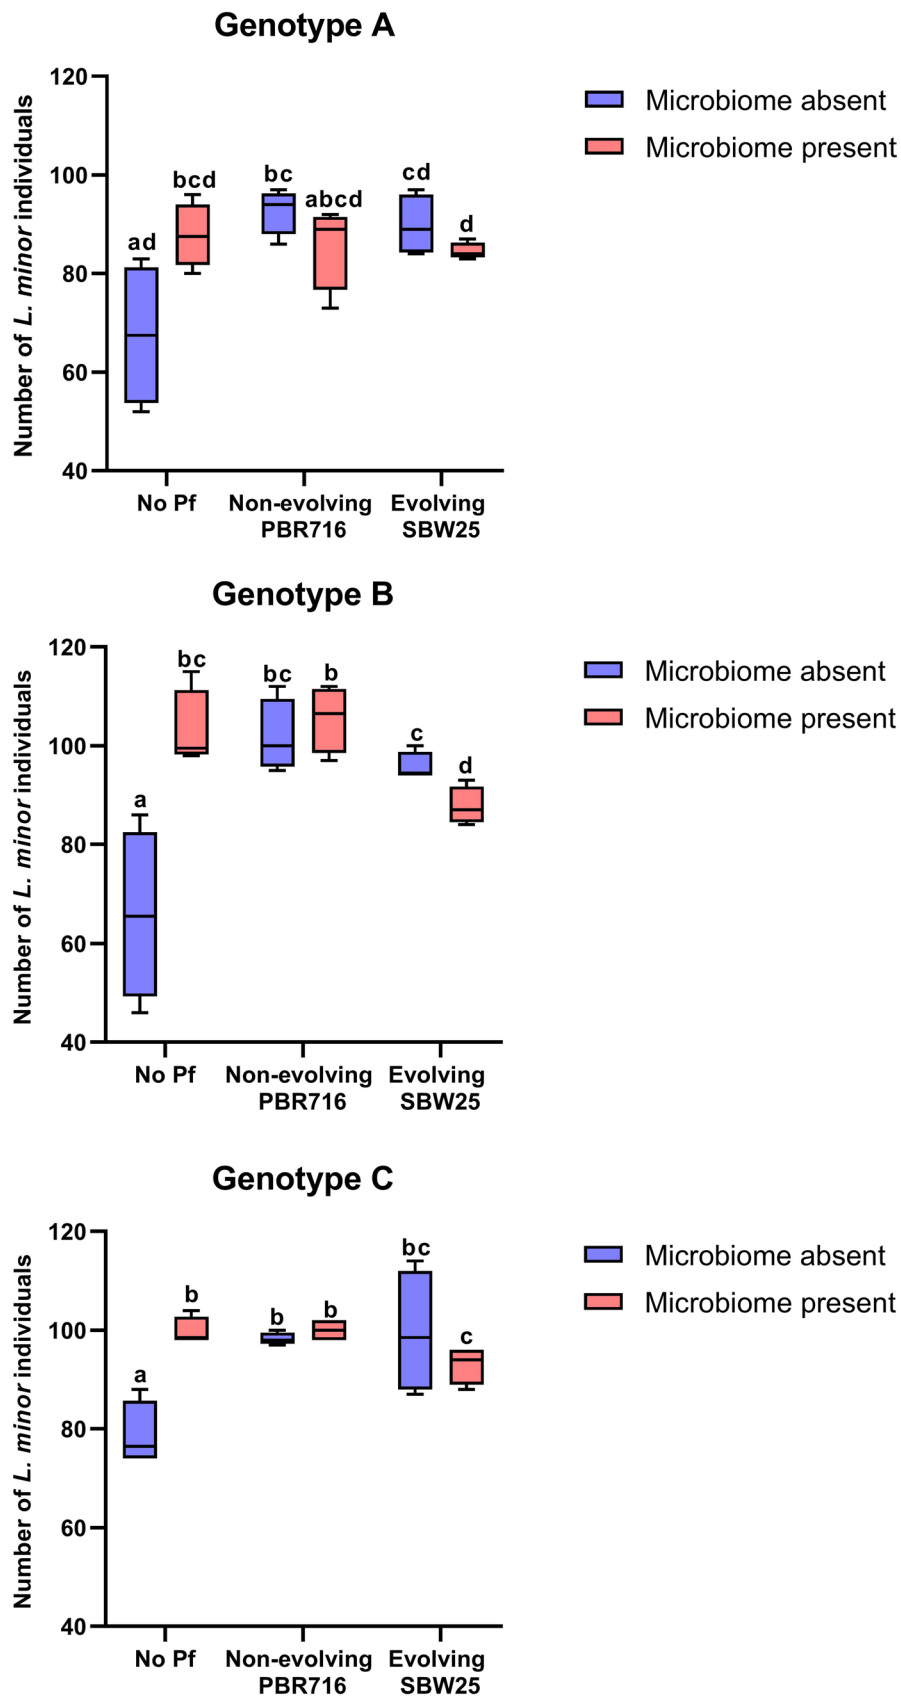 Genotype A
Number of L. minor individuals
120
100
80
60
40
ad
bcd
bc
abcd
cd
d
No Pf
Non-evolving
PBR716
Evolving
SBW25
Microbiome absent
Microbiome present
Genotype B
Number of L. minor individuals
120
100
80
60
40
a
bc
bc
b
c
d
No Pf
Non-evolving
PBR716
Evolving
SBW25
Microbiome absent
Microbiome present
Genotype C
Number of L. minor individuals
120
100
80
60
40
a
b
b
b
bc
c
No Pf
Non-evolving
PBR716
Evolving
SBW25
Microbiome absent
Microbiome present